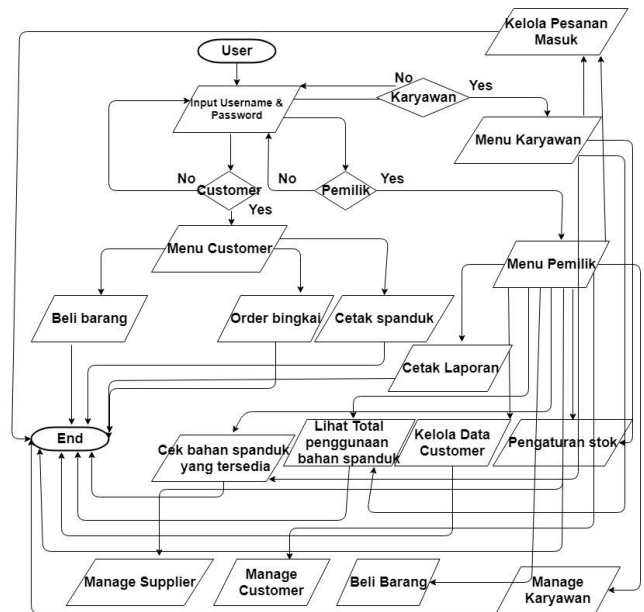 Kelola Pesanan
Masuk
User
No
Karyawan
Yes
Input Username &
Password
Menu Karyawan
No
Customer
Yes
No
Pemilik
Yes
Menu Customer
Menu Pemilik
Beli barang
Order bingkai
Cetak spanduk
Cetak Laporan
End
Cek bahan spanduk
yang tersedia
Lihat Total
penggunaan
bahan spanduk
Kelola Data
Customer
Pengaturan stok
Manage Supplier
Manage
Customer
Beli Barang
Manage
Karyawan